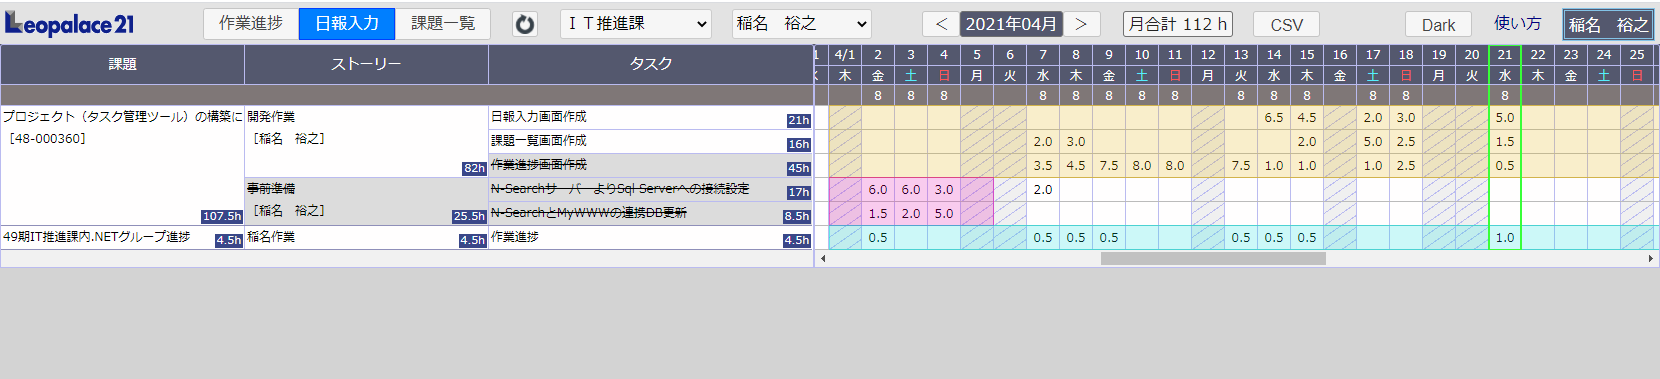 Leopalace21 作業進捗 日報入力 課題一覧 ＩＴ推進課 稲名　裕之 ＜ 2021年04月 ＞ 月合計 112 h CSV Dark 使い方 稲名　裕之
課題 ストーリー タスク
1 4/1 2 3 4 5 6 7 8 9 10 11 12 13 14 15 16 17 18 19 20 21 22 23 24 25
木 金 土 日 月 火 水 木 金 土 日 月 火 水 木 金 土 日 月 火 水 木 金 土 日
8 8 8 8 8 8 8 8 8 8 8 8 8 8
プロジェクト（タスク管理ツール）の構築に 開発作業 日報入力画面作成 21h 6.5 4.5 2.0 3.0 5.0
［48-000360］ ［稲名　裕之］ 課題一覧画面作成 16h 2.0 3.0 2.0 5.0 2.5 1.5
82h 作業進捗画面作成 45h 3.5 4.5 7.5 8.0 8.0 7.5 1.0 1.0 1.0 2.5 0.5
事前準備 N-SearchサーバーよりSql Serverへの接続設定 17h 6.0 6.0 3.0 2.0
107.5h ［稲名　裕之］ 25.5h N-SearchとMyWWWの連携DB更新 8.5h 1.5 2.0 5.0
49期IT推進課内.NETグループ進捗 4.5h 稲名作業 4.5h 作業進捗 4.5h 0.5 0.5 0.5 0.5 0.5 0.5 0.5 1.0